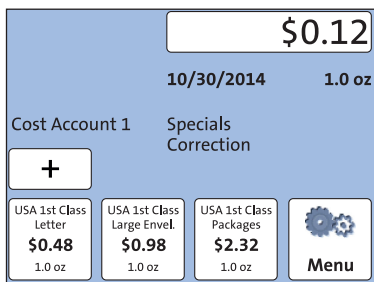 $0.12
10/30/2014 1.0 oz
Cost Account 1 Specials
Correction
+
USA 1st Class
Letter
$0.48
1.0 oz
USA 1st Class
Large Envel.
$0.98
1.0 oz
USA 1st Class
Packages
$2.32
1.0 oz
Menu